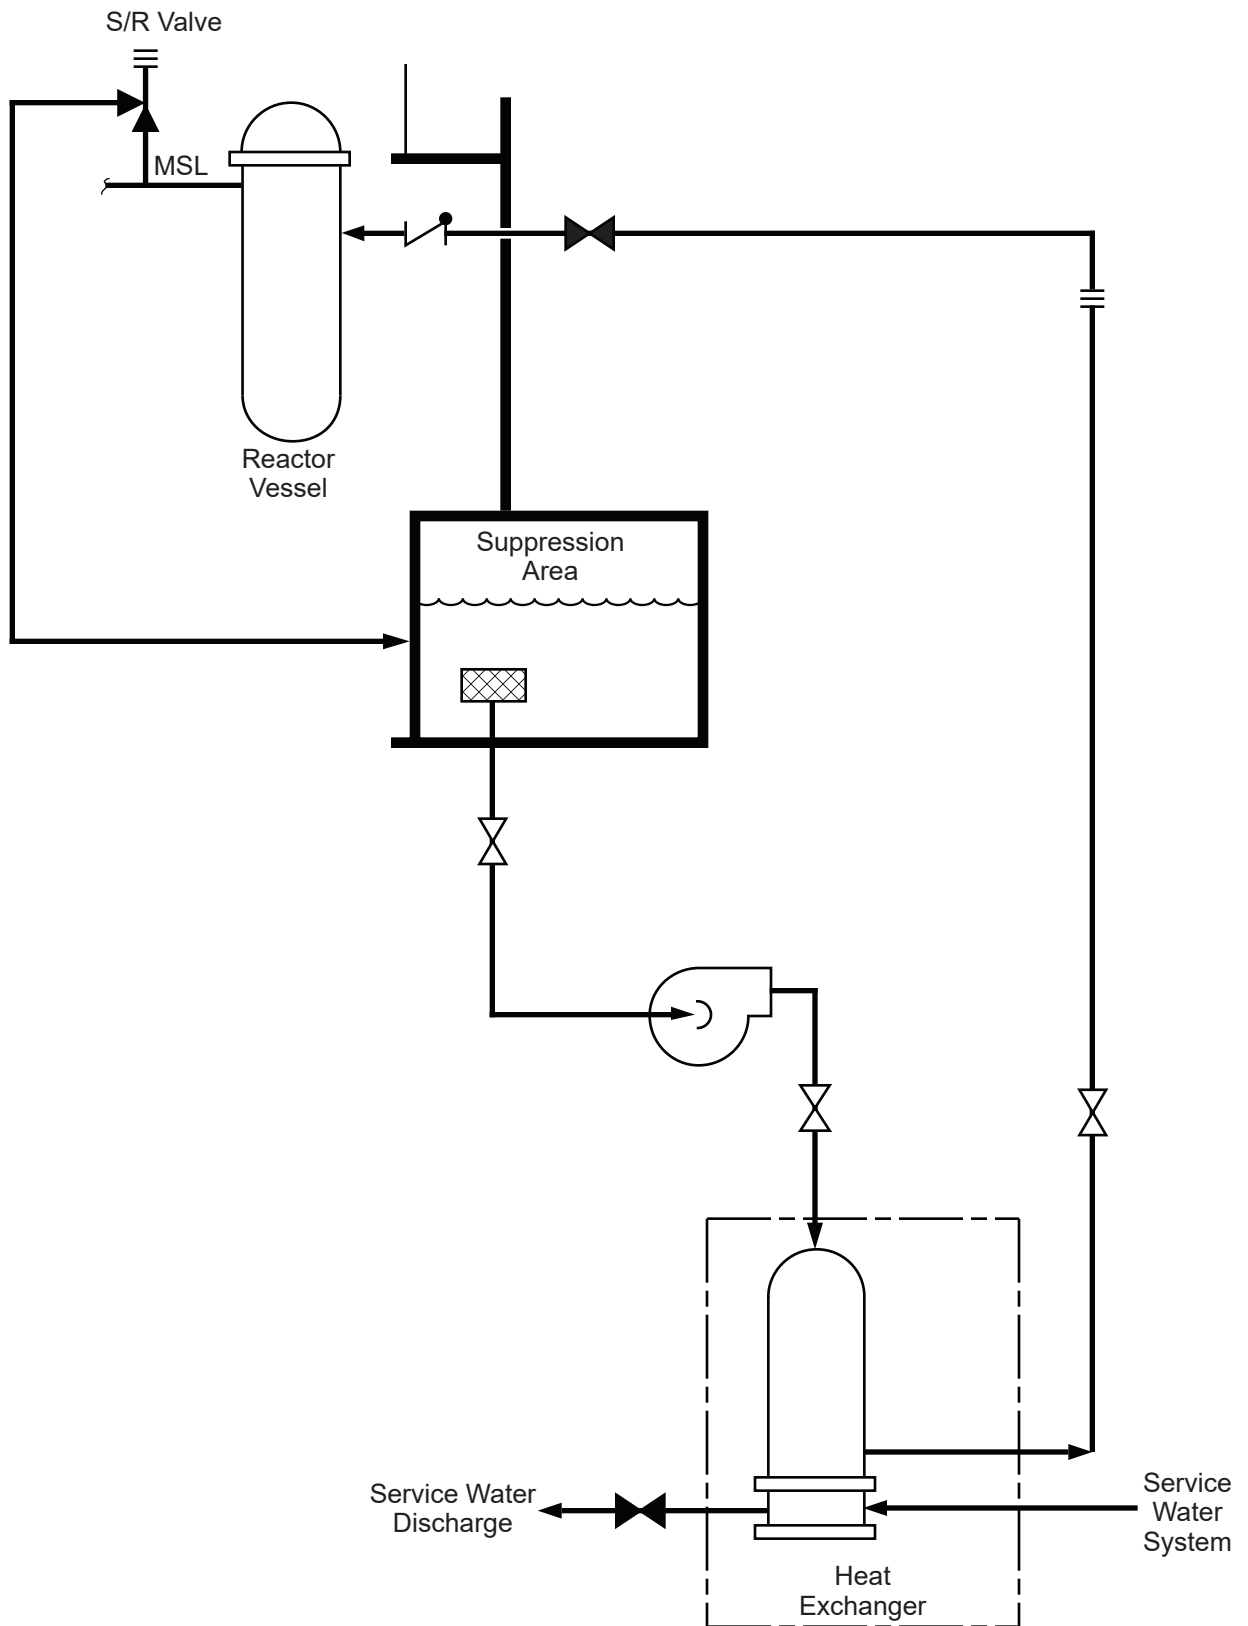 S/R Valve
MSL
Reactor
Vessel
Suppression
Area
Service Water
Discharge
Service
Water
System
Heat
Exchanger